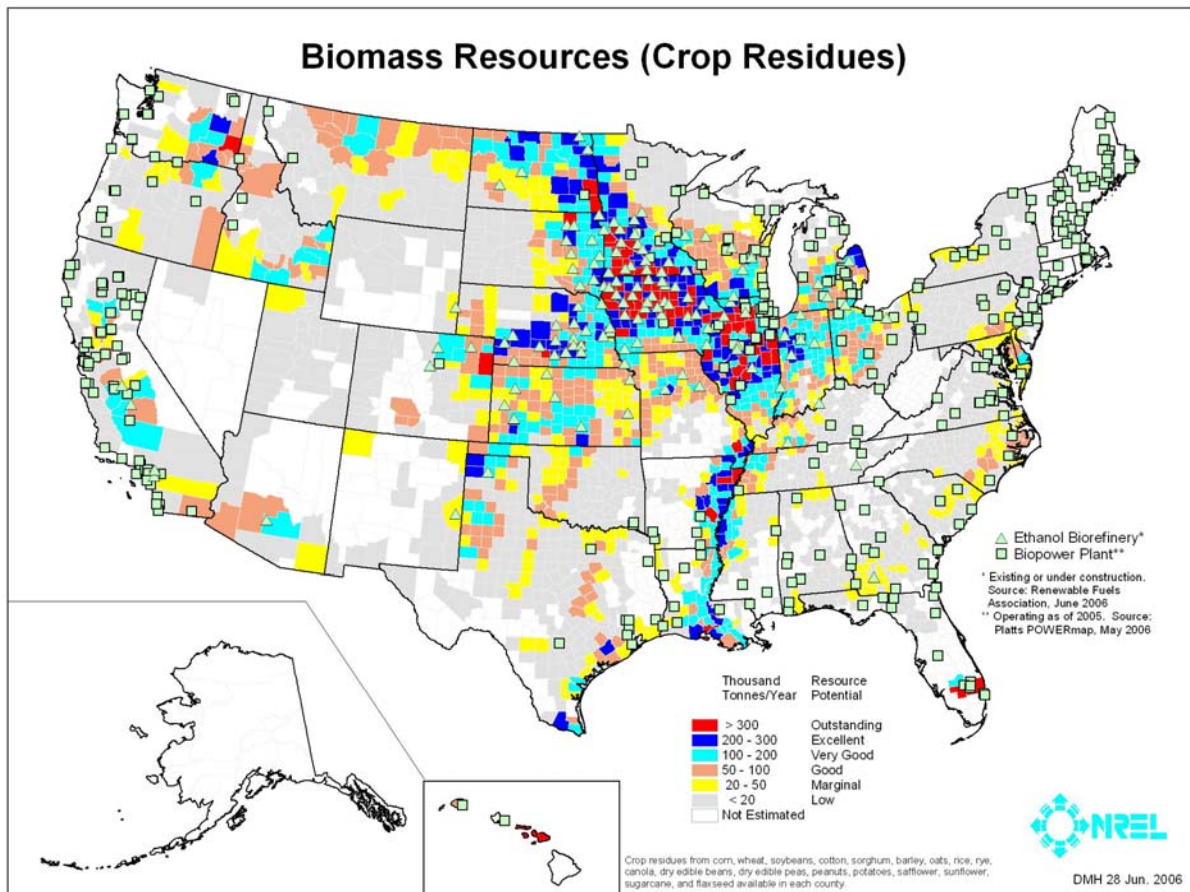 Biomass Resources (Crop Residues)
Ethanol Biorefinery*
Biopower Plant**
* Existing or under construction.
Source: Renewable Fuels
Association, June 2006
** Operating as of 2005. Source:
Platts POWERmap, May 2006
Thousand Resource
Tonnes/Year Potential
> 300 Outstanding
200 - 300 Excellent
100 - 200 Very Good
50 - 100 Good
20 - 50 Marginal
< 20 Low
Not Estimated
Crop residues from corn, wheat, soybeans, cotton, sorghum, barley, oats, rice, rye,
canola, dry edible beans, dry edible peas, peanuts, potatoes, safflower, sunflower,
sugarcane, and flaxseed available in each county.
NREL
DMH 28 Jun. 2006